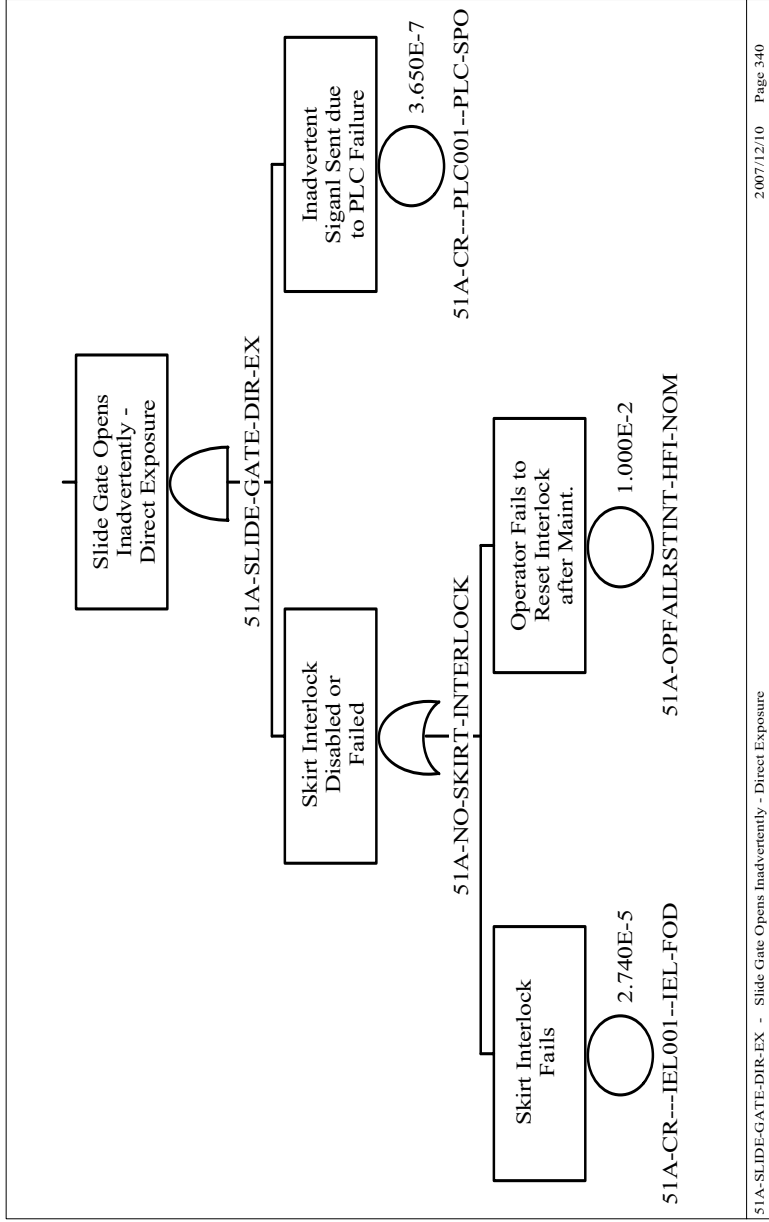 Slide Gate Opens
Inadvertently -
Direct Exposure
51A-SLIDE-GATE-DIR-EX
Skirt Interlock
Disabled or
Failed
51A-NO-SKIRT-INTERLOCK
Inadvertent
Siganl Sent due
to PLC Failure
3.650E-7
51A-CR---PLC001--PLC-SPO
Skirt Interlock
Fails
2.740E-5
51A-CR---IEL001--IEL-FOD
Operator Fails to
Reset Interlock
after Maint.
1.000E-2
51A-OPFAILRSTINT-HFI-NOM
51A-SLIDE-GATE-DIR-EX - Slide Gate Opens Inadvertently - Direct Exposure
2007/12/10 Page 340